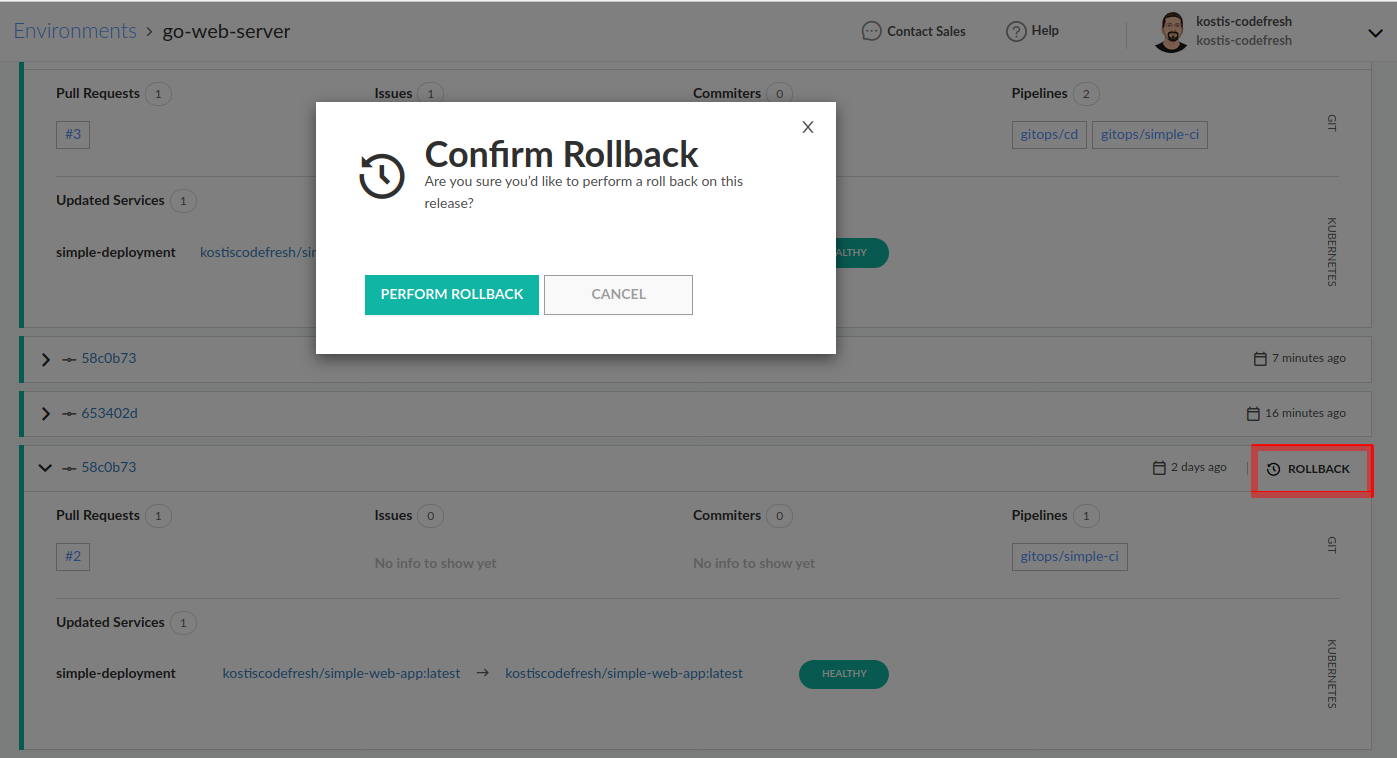 Environments > go-web-server
Contact Sales
? Help
kostis-codefresh
kostis-codefresh
Pull Requests 1
Issues 1
Commiters 0
Pipelines 2
GIT
#3
gitops/cd
gitops/simple-ci
X
Confirm Rollback
Are you sure you'd like to perform a roll back on this
release?
PERFORM ROLLBACK
CANCEL
Updated Services 1
KUBERNETES
simple-deployment
58c0b73
7 minutes ago
653402d
16 minutes ago
58c0b73
2 days ago
ROLLBACK
Pull Requests 1
Issues 0
Commiters 0
Pipelines 1
GIT
#2
No info to show yet
No info to show yet
gitops/simple-ci
Updated Services 1
KUBERNETES
simple-deployment
kostiscodefresh/simple-web-app:latest → kostiscodefresh/simple-web-app:latest
HEALTHY